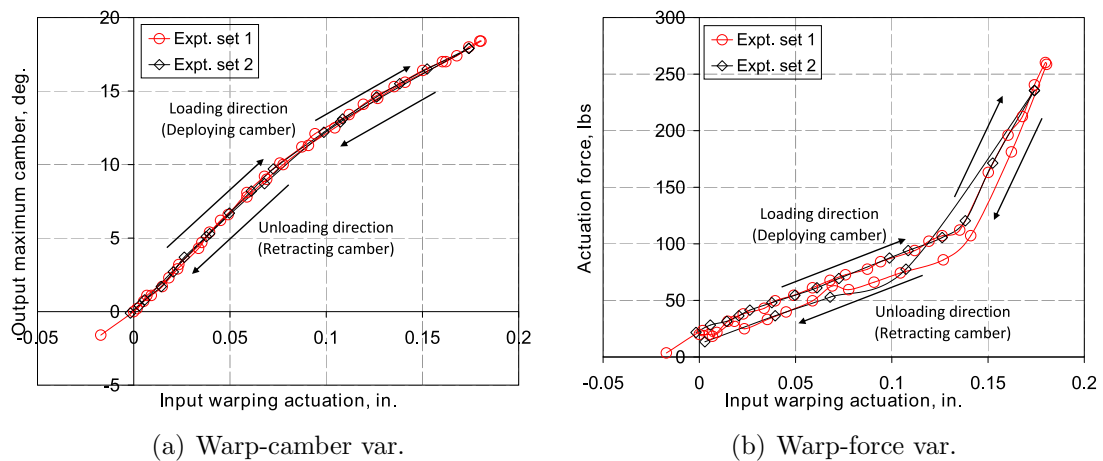 20
15
10
5
0
-5
-0.05
0
0.05
0.1
0.15
0.2
Output maximum camber, deg.
Input warping actuation, in.
Expt. set 1
Expt. set 2
Loading direction
(Deploying camber)
Unloading direction
(Retracting camber)
(a) Warp-camber var.
300
250
200
150
100
50
0
-0.05
0
0.05
0.1
0.15
0.2
Actuation force, lbs
Input warping actuation, in.
Expt. set 1
Expt. set 2
Loading direction
(Deploying camber)
Unloading direction
(Retracting camber)
(b) Warp-force var.